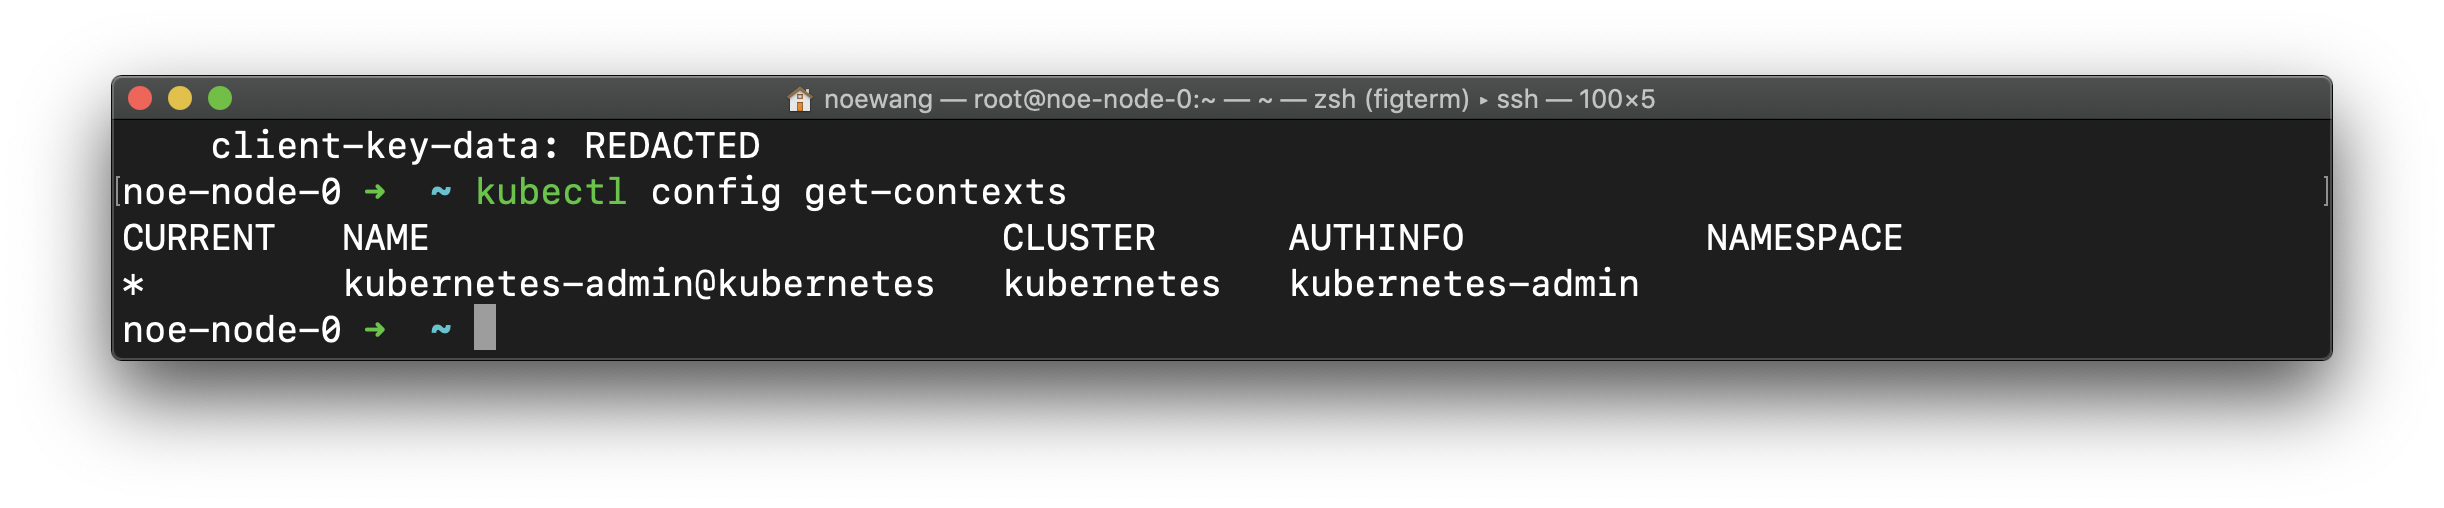 noewang — root@noe-node-0:~ — ~ — zsh (figterm) ▸ ssh — 100×5
    client-key-data: REDACTED
[noe-node-0 ➜  ~ kubectl config get-contexts ]
CURRENT   NAME                          CLUSTER      AUTHINFO           NAMESPACE
*         kubernetes-admin@kubernetes   kubernetes   kubernetes-admin
noe-node-0 ➜  ~